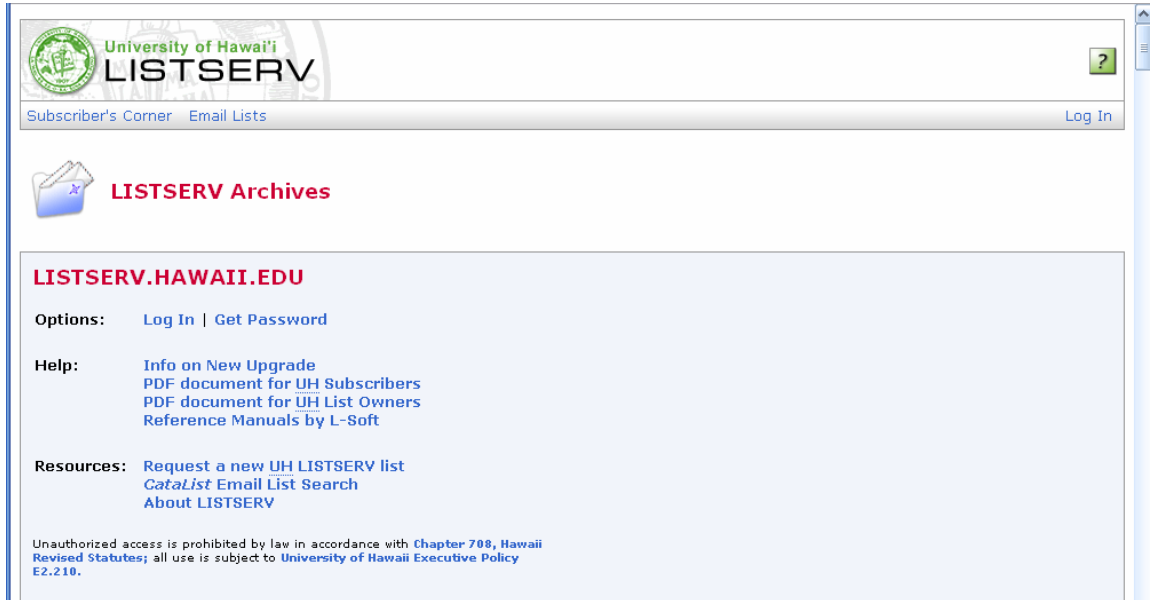 University of Hawai'i
LISTSERV
?
Subscriber's Corner Email Lists Log In
LISTSERV Archives
LISTSERV.HAWAII.EDU
Options: Log In | Get Password
Help: Info on New Upgrade
PDF document for UH Subscribers
PDF document for UH List Owners
Reference Manuals by L-Soft
Resources: Request a new UH LISTSERV list
CataList Email List Search
About LISTSERV
Unauthorized access is prohibited by law in accordance with Chapter 708, Hawaii
Revised Statutes; all use is subject to University of Hawaii Executive Policy
E2.210.